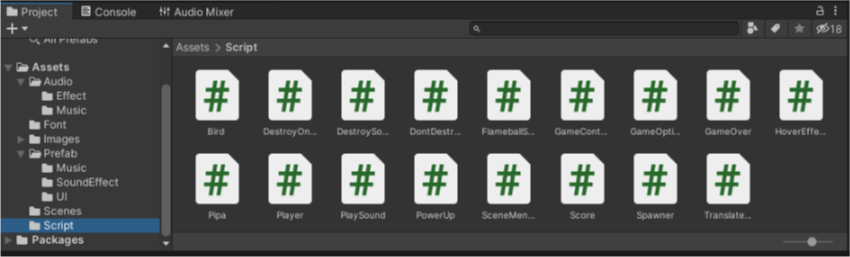 Project Console Audio Mixer
18
All Prefabs
Assets > Script
Assets
Audio
Effect
Music
Font
Images
Prefab
Music
SoundEffect
UI
Scenes
Script
Packages
# # # # # # # # #
Bird DestroyOn... DestroySo... DontDestr... FlameballS... GameCont... GameOpti... GameOver HoverEffe...
# # # # # # # #
Pipa Player PlaySound PowerUp SceneMen... Score Spawner Translate...